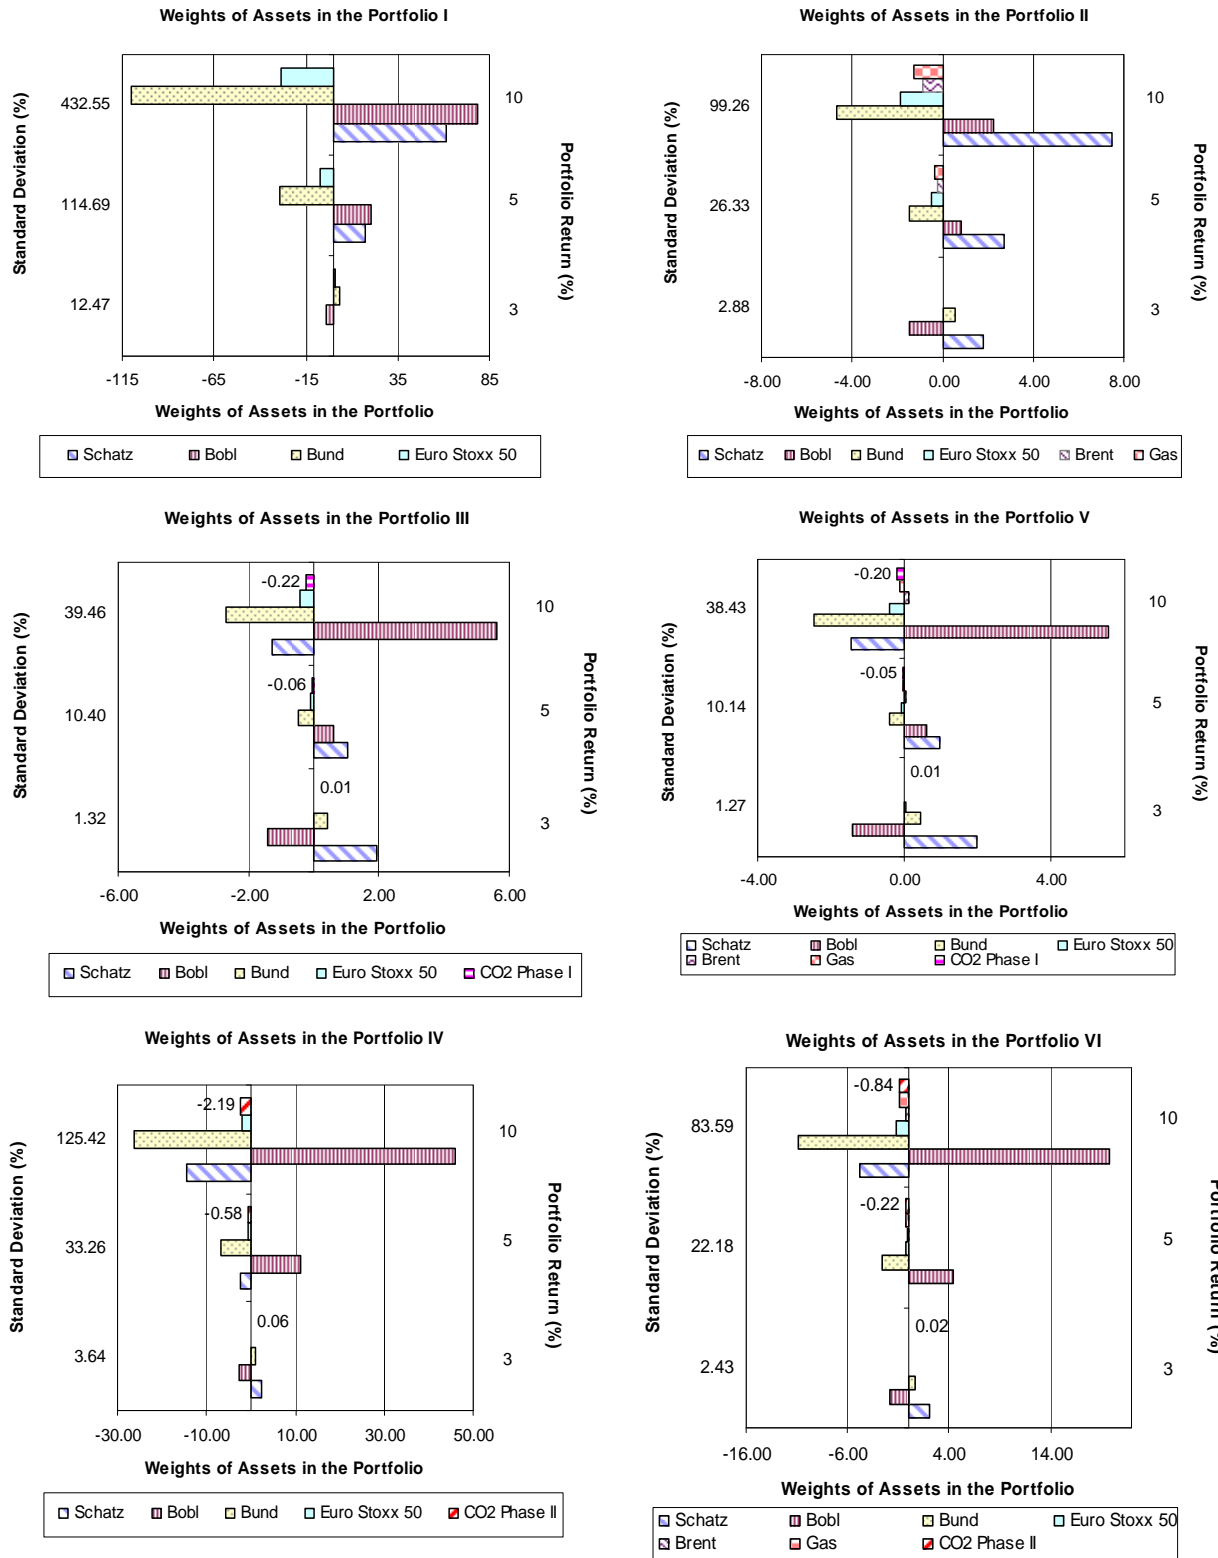 Weights of Assets in the Portfolio I
Standard Deviation (%)
432.55
114.69
12.47
10
5
3
Portfolio Return (%)
-115 -65 -15 35 85
Weights of Assets in the Portfolio
Schatz Bobl Bund Euro Stoxx 50
Weights of Assets in the Portfolio II
Standard Deviation (%)
99.26
26.33
2.88
10
5
3
Portfolio Return (%)
-8.00 -4.00 0.00 4.00 8.00
Weights of Assets in the Portfolio
Schatz Bobl Bund Euro Stoxx 50 Brent Gas
Weights of Assets in the Portfolio III
Standard Deviation (%)
39.46
10.40
1.32
-0.22
-0.06
0.01
10
5
3
Portfolio Return (%)
-6.00 -2.00 2.00 6.00
Weights of Assets in the Portfolio
Schatz Bobl Bund Euro Stoxx 50 CO2 Phase I
Weights of Assets in the Portfolio V
Standard Deviation (%)
38.43
10.14
1.27
-0.20
-0.05
0.01
10
5
3
Portfolio Return (%)
-4.00 0.00 4.00
Weights of Assets in the Portfolio
Schatz Bobl Bund Euro Stoxx 50
Brent Gas CO2 Phase I
Weights of Assets in the Portfolio IV
Standard Deviation (%)
125.42
33.26
3.64
-2.19
-0.58
0.06
10
5
3
Portfolio Return (%)
-30.00 -10.00 10.00 30.00 50.00
Weights of Assets in the Portfolio
Schatz Bobl Bund Euro Stoxx 50 CO2 Phase II
Weights of Assets in the Portfolio VI
Standard Deviation (%)
83.59
22.18
2.43
-0.84
-0.22
0.02
10
5
3
Portfolio Return (%)
-16.00 -6.00 4.00 14.00
Weights of Assets in the Portfolio
Schatz Bobl Bund Euro Stoxx 50
Brent Gas CO2 Phase II